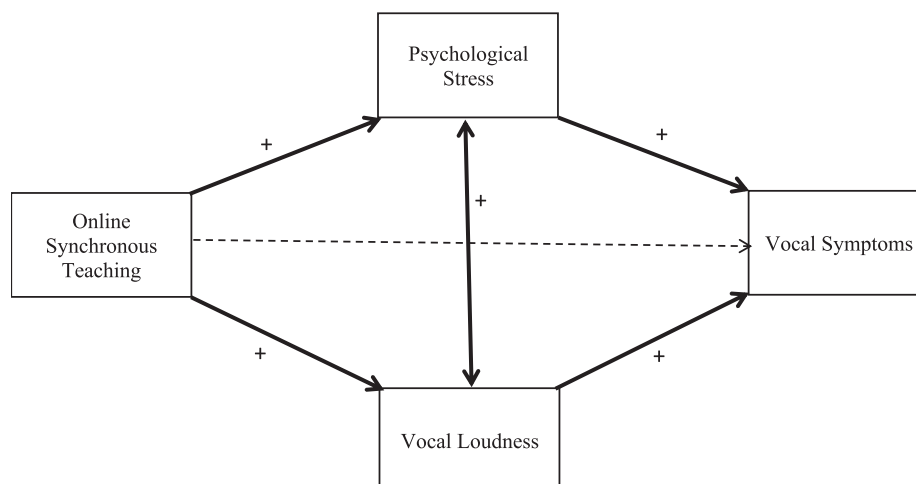 Psychological
Stress
+
+
+
Online
Synchronous
Teaching
Vocal Symptoms
+
+
Vocal Loudness